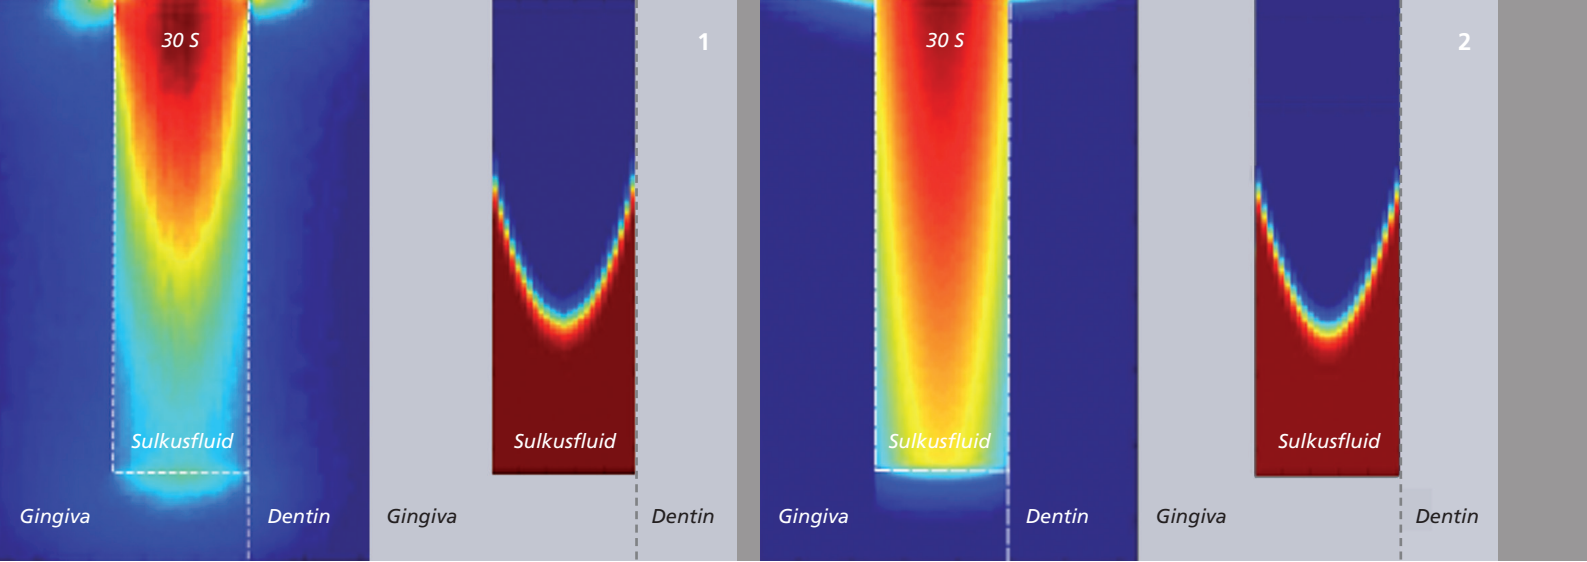 30 S
1
30 S
2
Sulkusfluid
Sulkusfluid
Sulkusfluid
Sulkusfluid
Gingiva
Dentin
Gingiva
Dentin
Gingiva
Dentin
Gingiva
Dentin